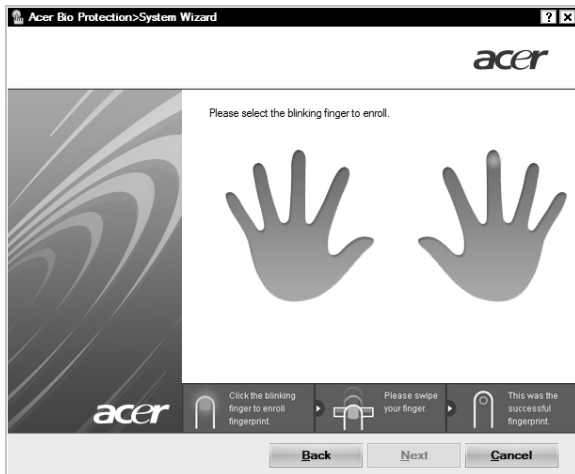 Acer Bio Protection>System Wizard
acer
Please select the blinking finger to enroll.
acer
Click the blinking
finger to enroll
fingerprint.
Please swipe
your finger.
This was the
successful
fingerprint.
Back
Next
Cancel